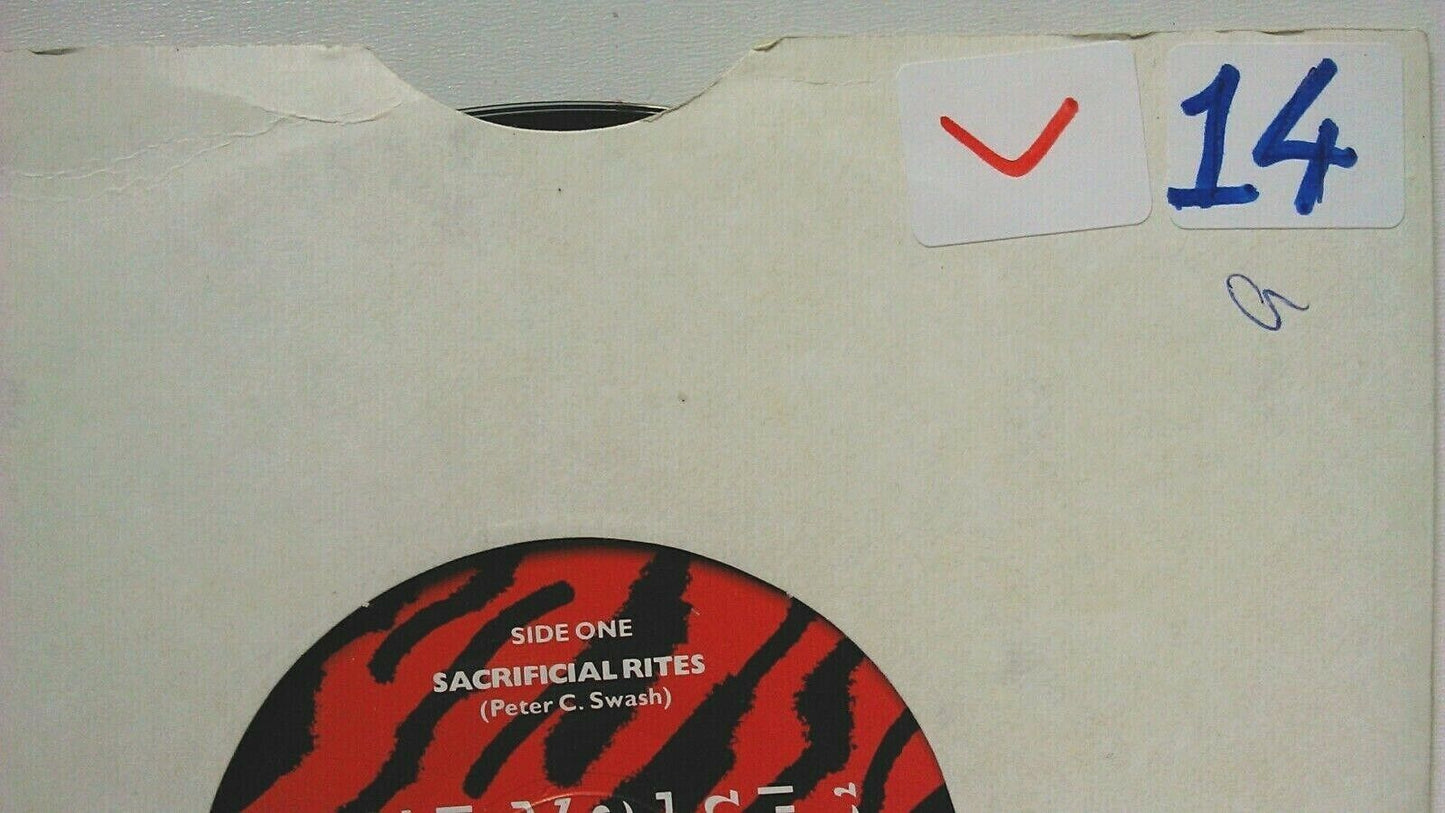 14
SIDE ONE
SACRIFICIAL RITES
(Peter C. Swash)